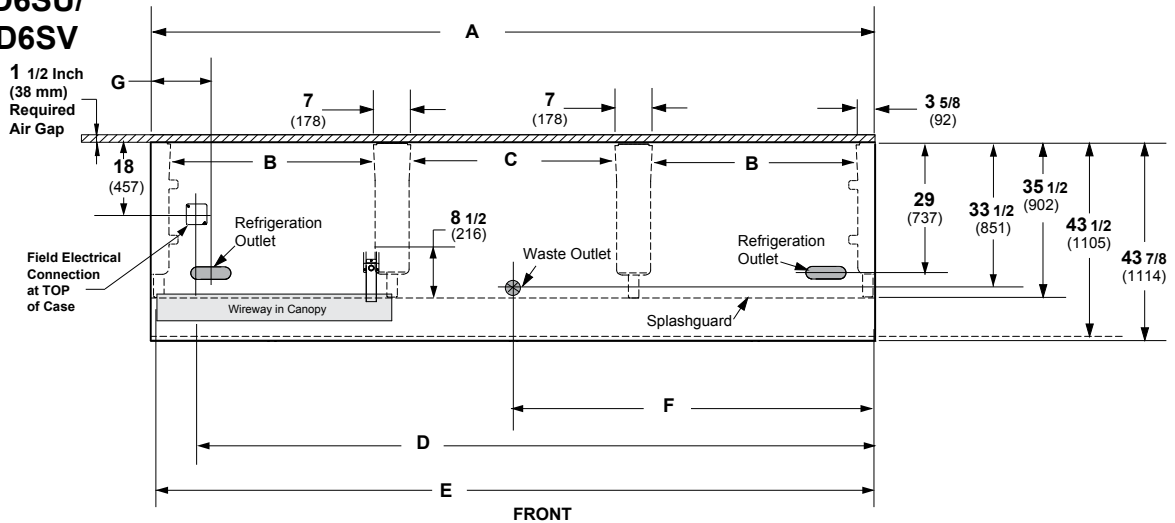 D6SU/
D6SV
A
1 1/2 Inch
(38 mm)
Required
Air Gap
G
7
(178)
7
(178)
3 5/8
(92)
18
(457)
B
C
B
29
(737)
33 1/2
(851)
35 1/2
(902)
43 1/2
(1105)
43 7/8
(1114)
8 1/2
(216)
Refrigeration
Outlet
Waste Outlet
Refrigeration
Outlet
Field Electrical
Connection
at TOP
of Case
Wireway in Canopy
Splashguard
F
D
E
FRONT